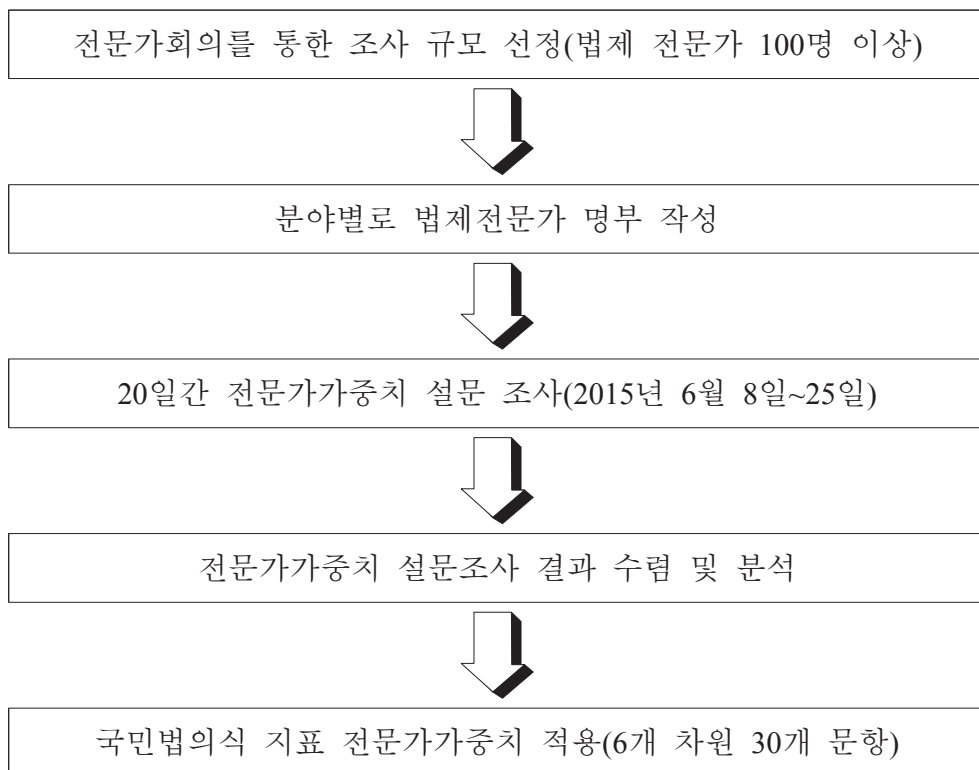 전문가회의를 통한 조사 규모 선정(법제 전문가 100명 이상)
분야별로 법제전문가 명부 작성
20일간 전문가가중치 설문 조사(2015년 6월 8일~25일)
전문가가중치 설문조사 결과 수렴 및 분석
국민법의식 지표 전문가가중치 적용(6개 차원 30개 문항)